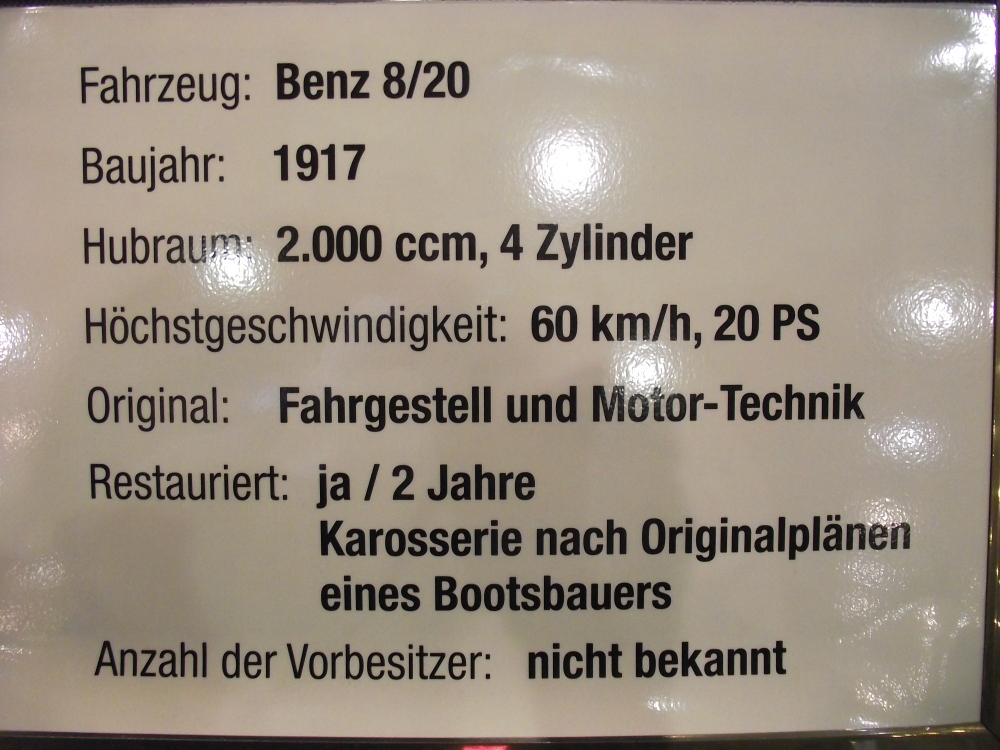 Fahrzeug: Benz 8/20
Baujahr: 1917
Hubraum: 2.000 ccm, 4 Zylinder
Höchstgeschwindigkeit: 60 km/h, 20 PS
Original: Fahrgestell und Motor-Technik
Restauriert: ja / 2 Jahre
Karosserie nach Originalplänen
eines Bootsbauers
Anzahl der Vorbesitzer: nicht bekannt